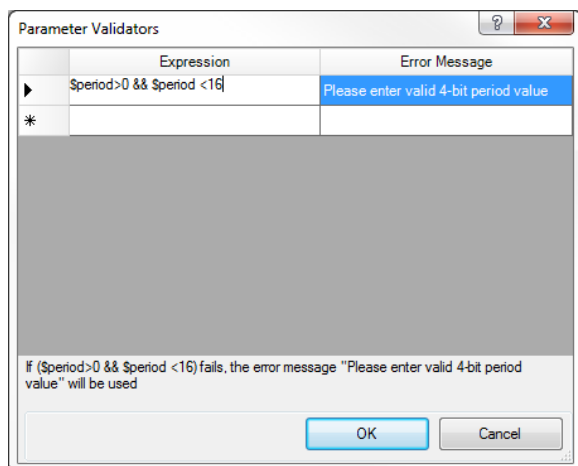 Parameter Validators
Expression Error Message
$period>0 && $period <16 Please enter valid 4-bit period value
If ($period>0 && $period <16) fails, the error message "Please enter valid 4-bit period
value" will be used
OK Cancel